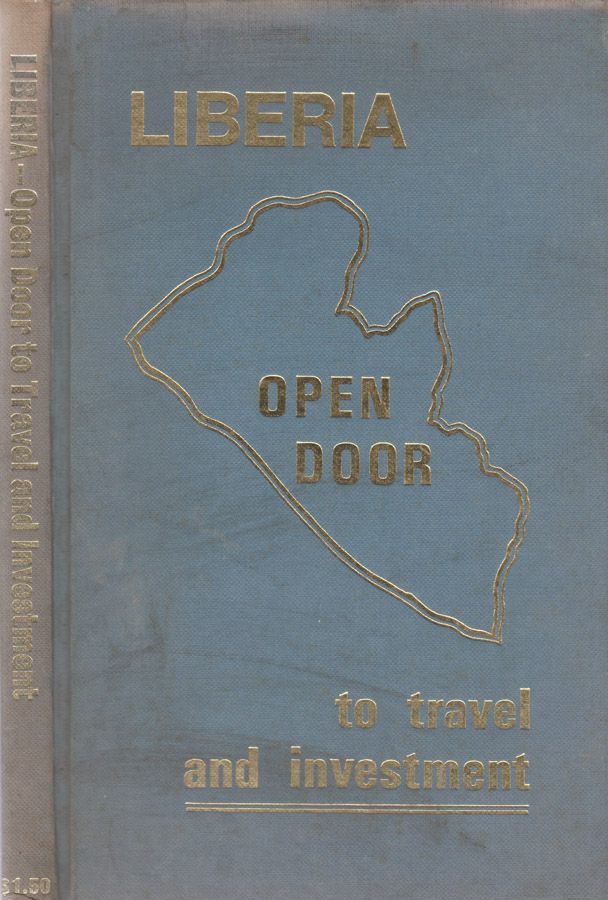 LIBERIA--Open Door to Travel and Investment
$1.50
LIBERIA
OPEN
DOOR
to travel
and investment